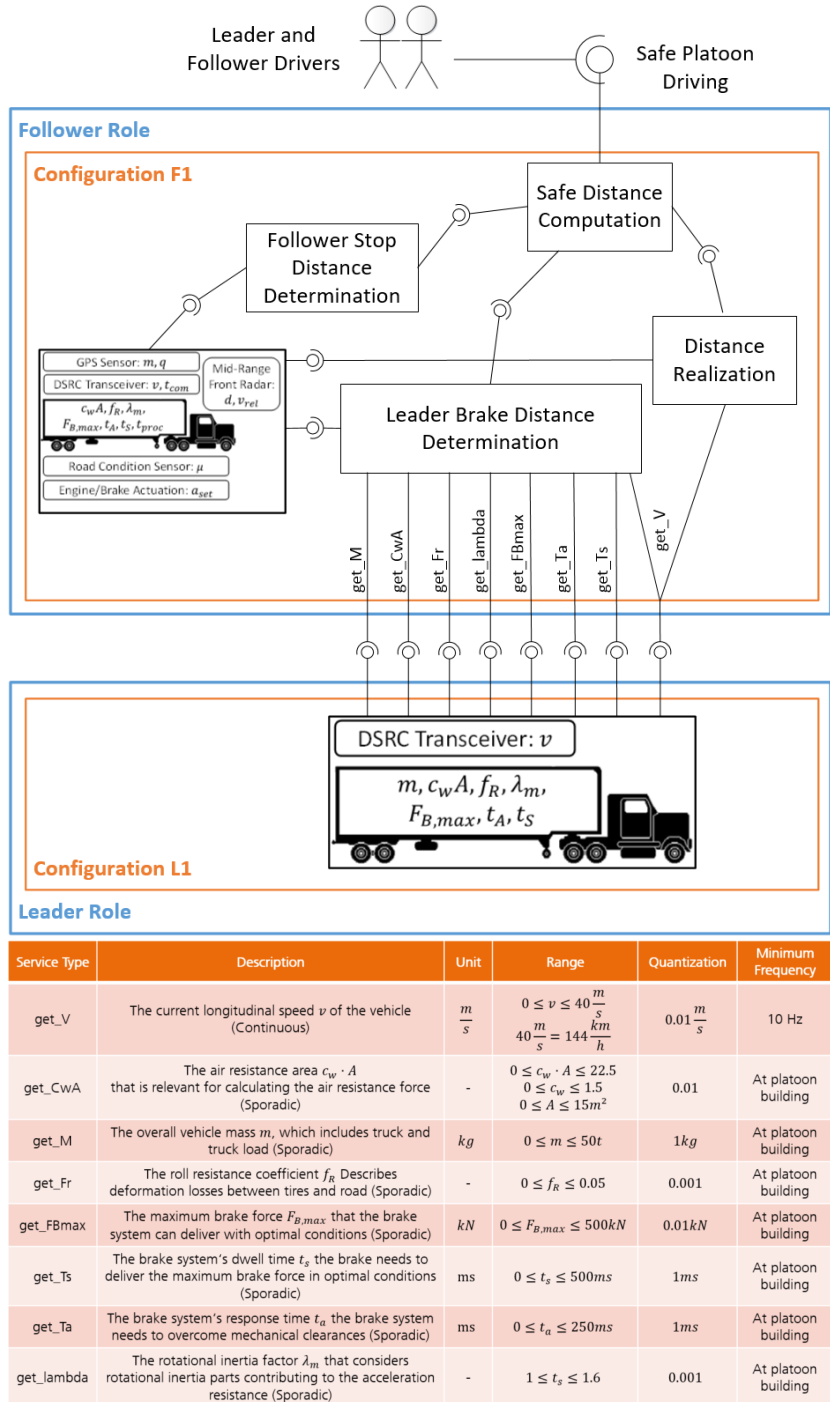 Leader and
Follower Drivers
Safe Platoon
Driving
Follower Role
Configuration F1
Safe Distance
Computation
Follower Stop
Distance
Determination
Distance
Realization
GPS Sensor: m, q
DSRC Transceiver: v, t_com
Mid-Range
Front Radar:
d, v_rel
c_wA, f_R, λ_m,
F_B,max, t_A, t_S, t_proc
Road Condition Sensor: μ
Engine/Brake Actuation: a_set
Leader Brake Distance
Determination
get_M
get_CwA
get_Fr
get_lambda
get_FBmax
get_Ta
get_Ts
get_V
DSRC Transceiver: v
m, c_wA, f_R, λ_m,
F_B,max, t_A, t_S
Configuration L1
Leader Role
Service Type Description Unit Range Quantization Minimum
Frequency
get_V The current longitudinal speed v of the vehicle
(Continuous) m/s 0 ≤ v ≤ 40 m/s
40 m/s = 144 km/h 0.01 m/s 10 Hz
get_CwA The air resistance area c_w · A
that is relevant for calculating the air resistance force
(Sporadic) - 0 ≤ c_w · A ≤ 22.5
0 ≤ c_w ≤ 1.5
0 ≤ A ≤ 15m² 0.01 At platoon
building
get_M The overall vehicle mass m, which includes truck and
truck load (Sporadic) kg 0 ≤ m ≤ 50t 1kg At platoon
building
get_Fr The roll resistance coefficient f_R Describes
deformation losses between tires and road (Sporadic) - 0 ≤ f_R ≤ 0.05 0.001 At platoon
building
get_FBmax The maximum brake force F_B,max that the brake
system can deliver with optimal conditions (Sporadic) kN 0 ≤ F_B,max ≤ 500kN 0.01kN At platoon
building
get_Ts The brake system's dwell time t_s the brake needs to
deliver the maximum brake force in optimal conditions
(Sporadic) ms 0 ≤ t_s ≤ 500ms 1ms At platoon
building
get_Ta The brake system's response time t_a the brake system
needs to overcome mechanical clearances (Sporadic) ms 0 ≤ t_a ≤ 250ms 1ms At platoon
building
get_lambda The rotational inertia factor λ_m that considers
rotational inertia parts contributing to the acceleration
resistance (Sporadic) - 1 ≤ t_s ≤ 1.6 0.001 At platoon
building